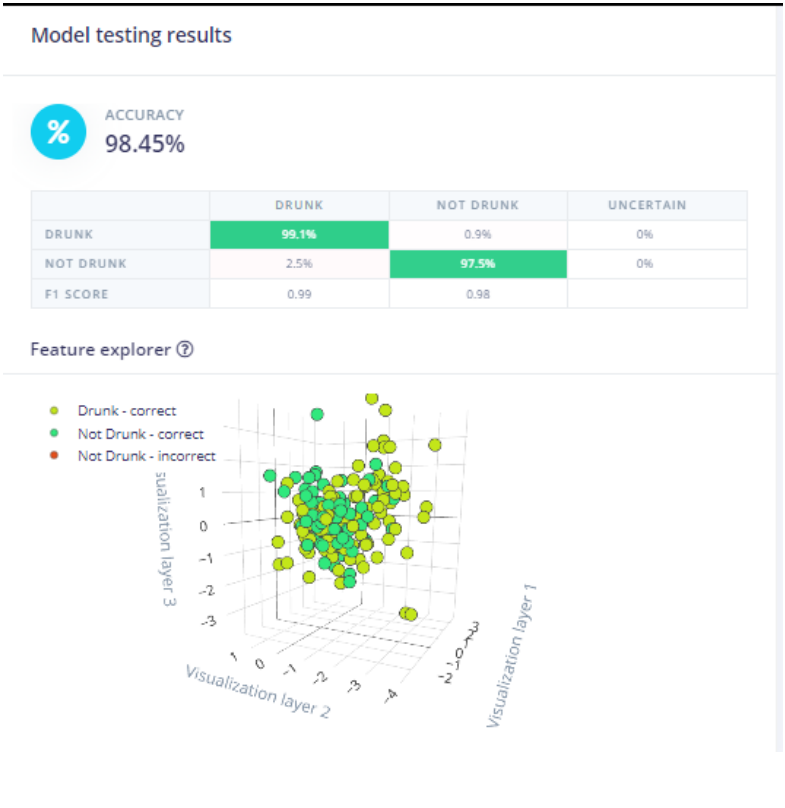 Model testing results
%
ACCURACY
98.45%
DRUNK NOT DRUNK UNCERTAIN
DRUNK 99.1% 0.9% 0%
NOT DRUNK 2.5% 97.5% 0%
F1 SCORE 0.99 0.98
Feature explorer ?
Drunk - correct
Not Drunk - correct
Not Drunk - incorrect
sualization layer 3
1
0
-1
-2
-3
1 0 -1 -2 -3 -4
Visualization layer 2
3
0
-1
-2
Visualization layer 1